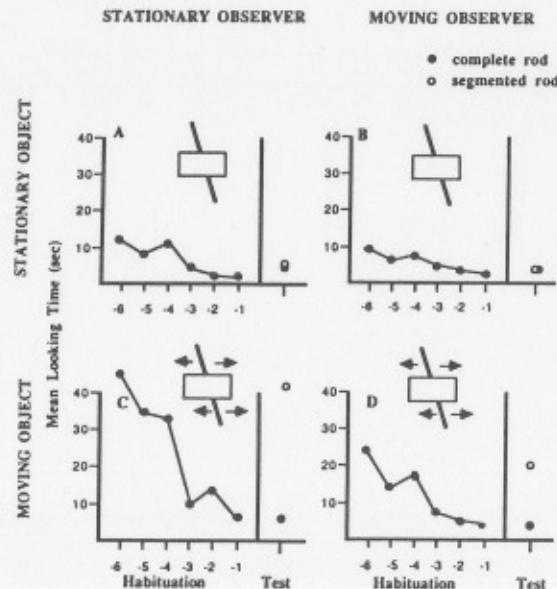 STATIONARY OBSERVER MOVING OBSERVER
● complete rod
○ segmented rod
STATIONARY OBJECT
MOVING OBJECT
Mean Looking Time (sec)
A
40
30
20
10
-6 -5 -4 -3 -2 -1
B
40
30
20
10
-6 -5 -4 -3 -2 -1
C
40
30
20
10
-6 -5 -4 -3 -2 -1
Habituation Test
D
40
30
20
10
-6 -5 -4 -3 -2 -1
Habituation Test